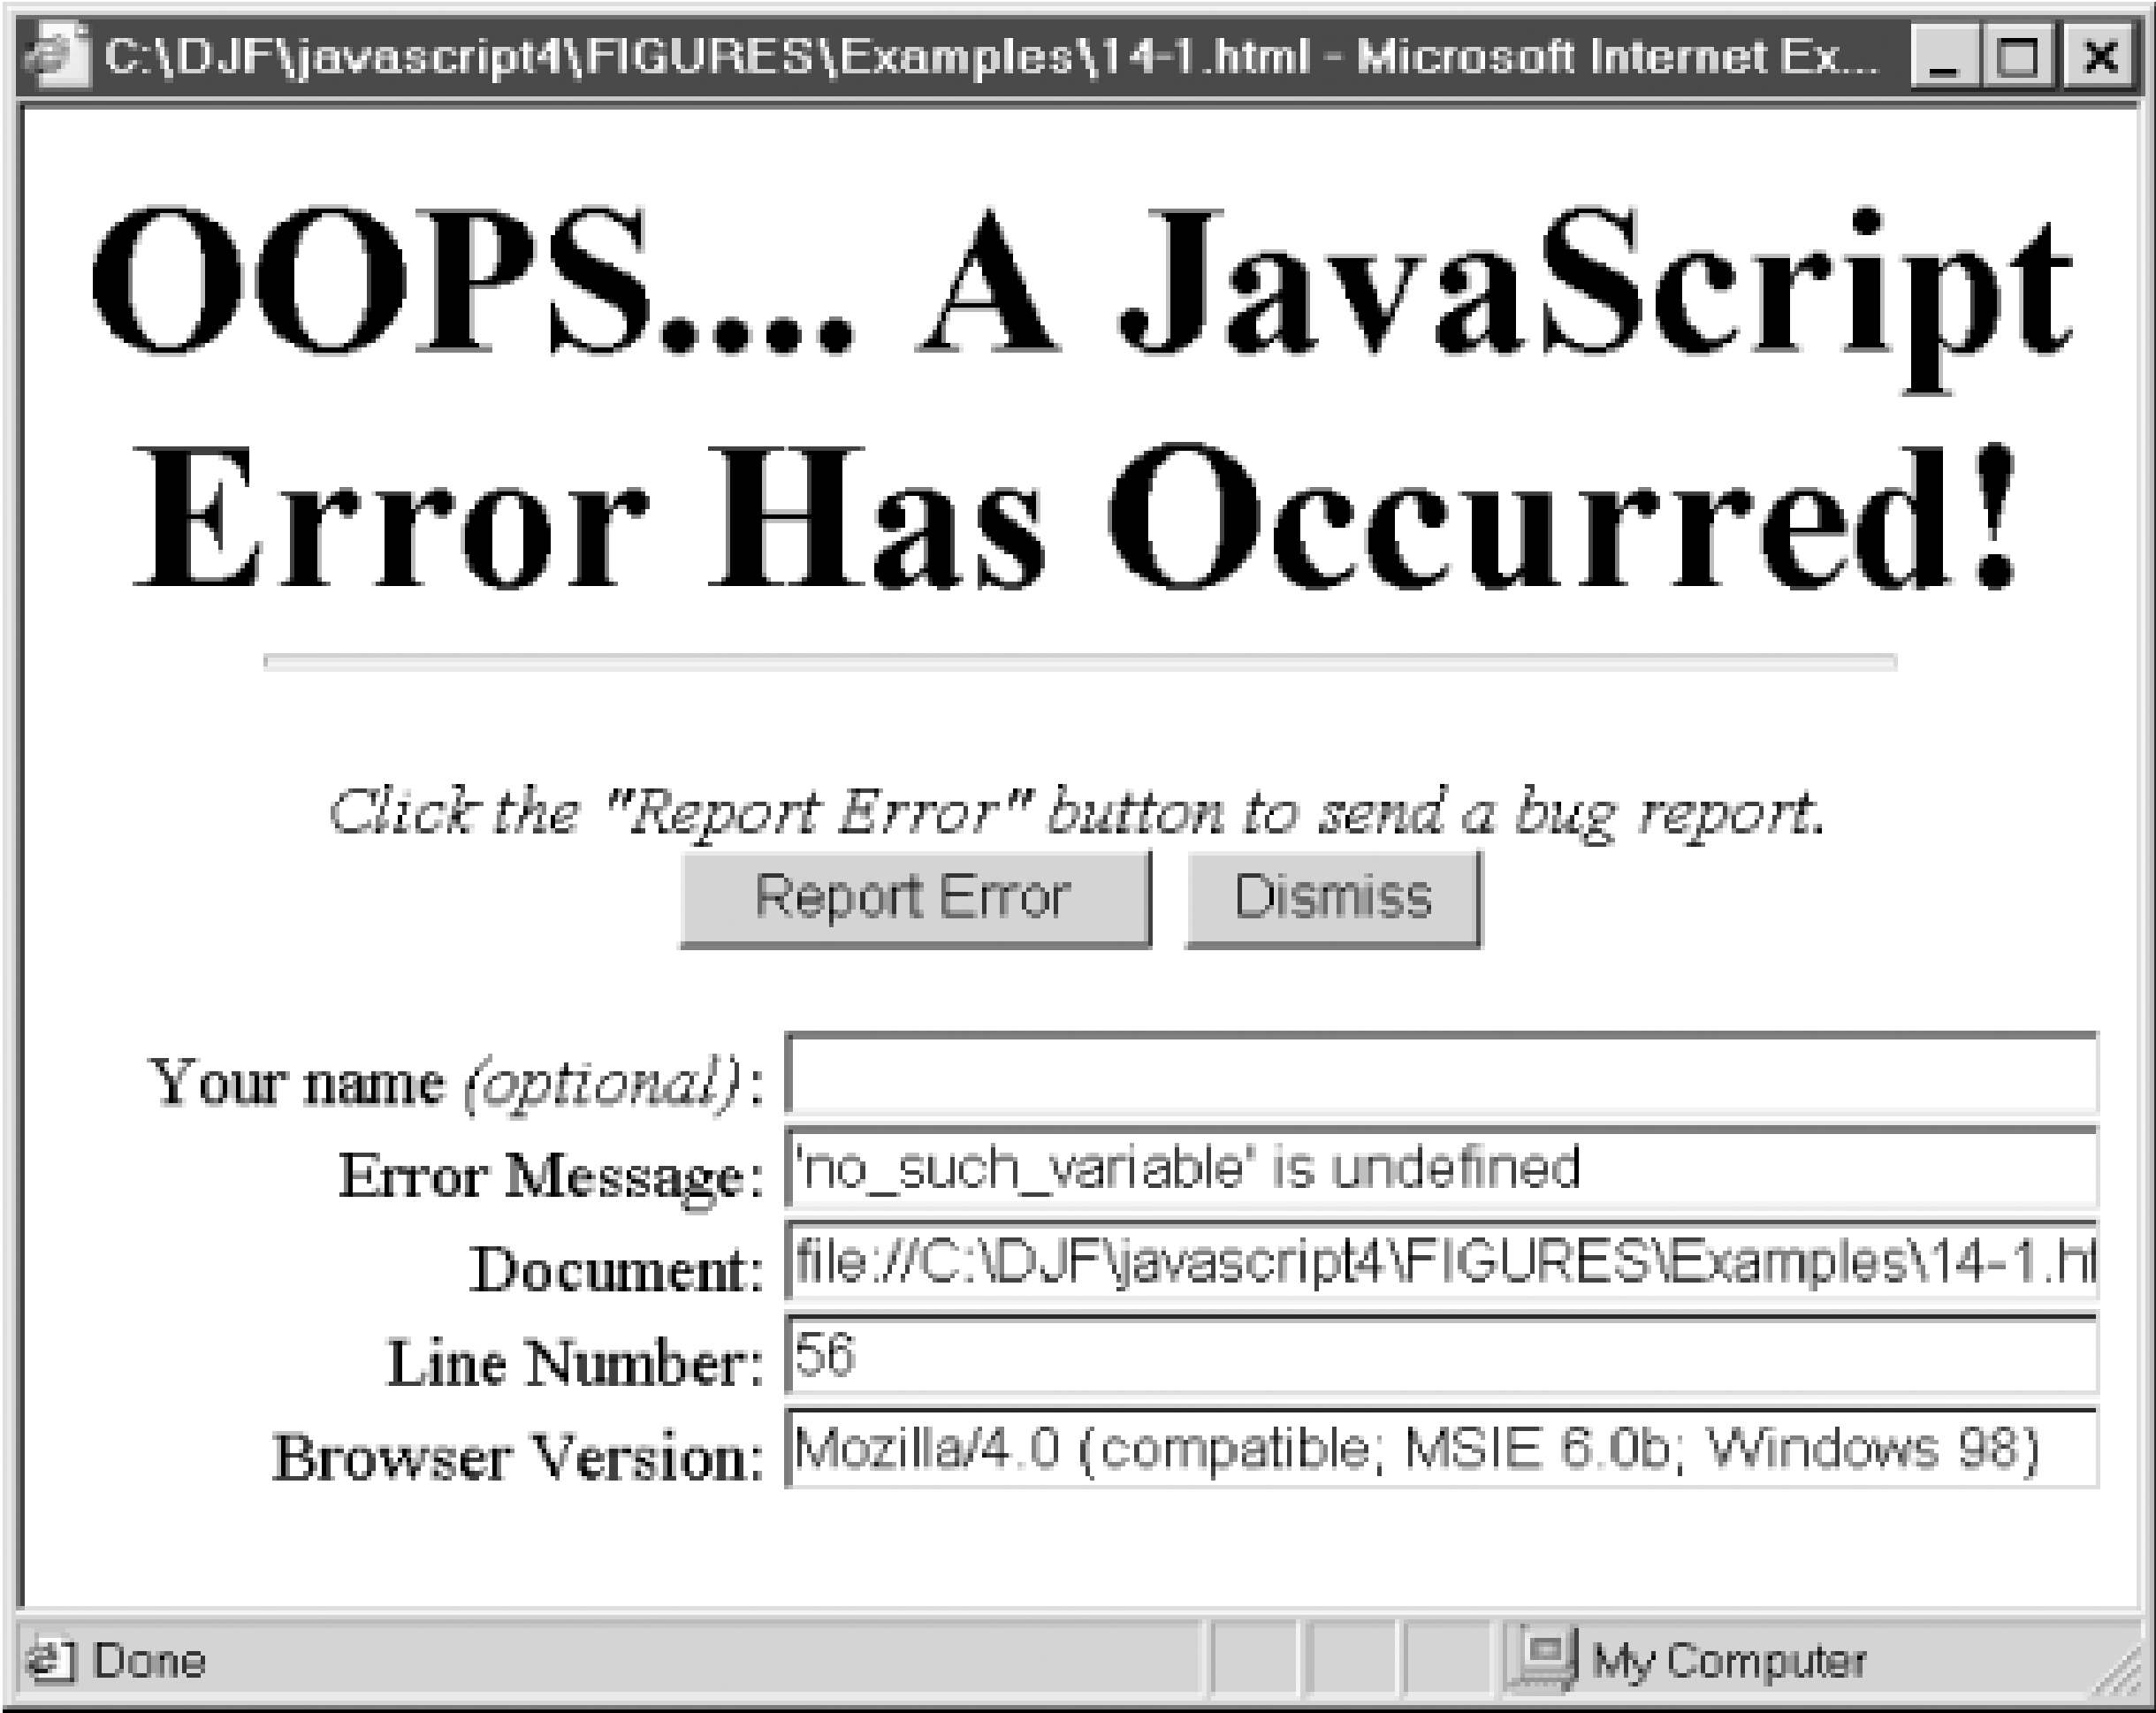 C:\DJF\javascript4\FIGURES\Examples\14-1.html - Microsoft Internet Ex...
OOPS.... A JavaScript
Error Has Occurred!
Click the "Report Error" button to send a bug report.
Report Error Dismiss
Your name (optional):
Error Message: 'no_such_variable' is undefined
Document: file://C:\DJF\javascript4\FIGURES\Examples\14-1.ht
Line Number: 56
Browser Version: Mozilla/4.0 (compatible; MSIE 6.0b; Windows 98)
Done My Computer